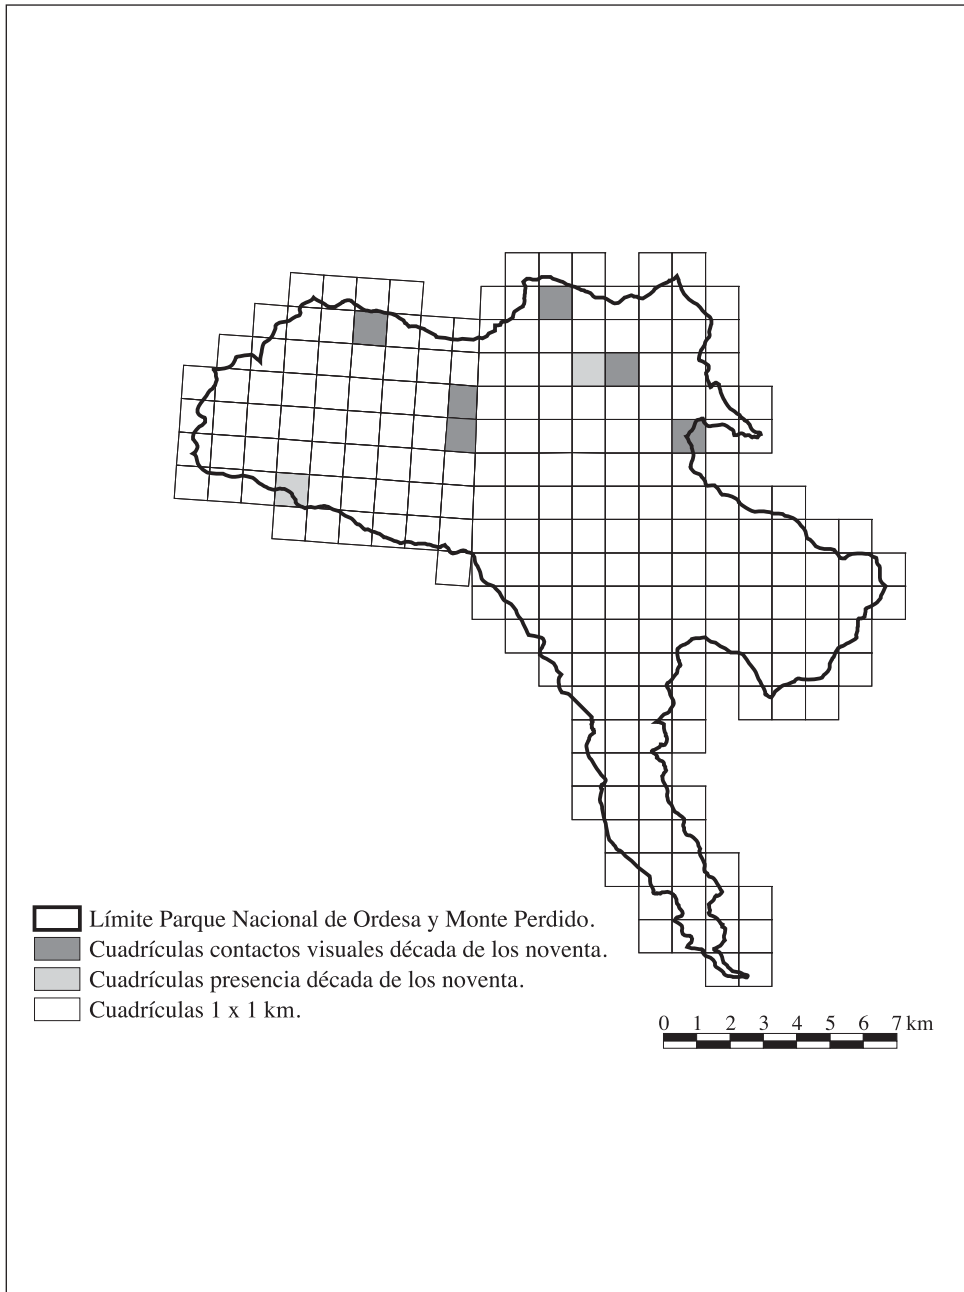 Límite Parque Nacional de Ordesa y Monte Perdido.
Cuadrículas contactos visuales década de los noventa.
Cuadrículas presencia década de los noventa.
Cuadrículas 1 x 1 km.
0 1 2 3 4 5 6 7 km